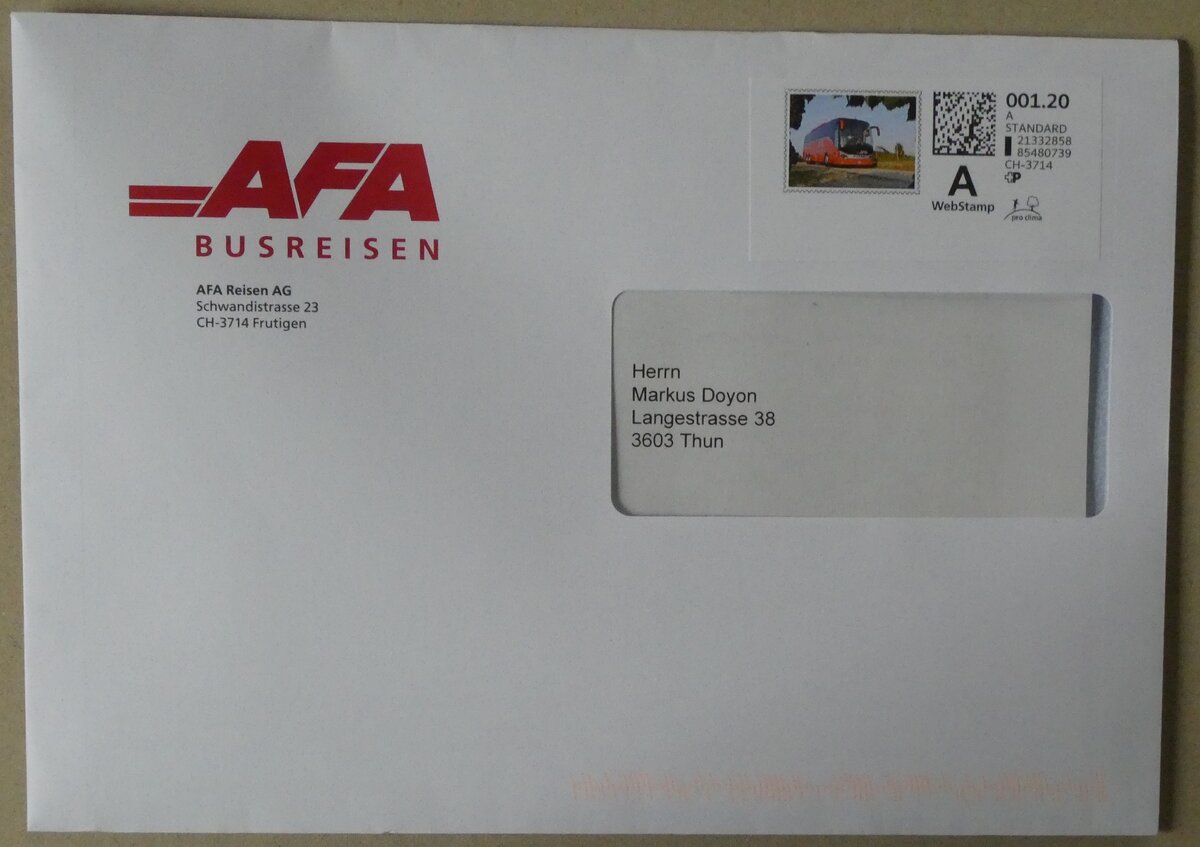 AFA
BUSREISEN
AFA Reisen AG
Schwandistrasse 23
CH-3714 Frutigen
001.20
A
STANDARD
21332858
85480739
CH-3714
P
A
WebStamp
pro clima
Herrn
Markus Doyon
Langestrasse 38
3603 Thun